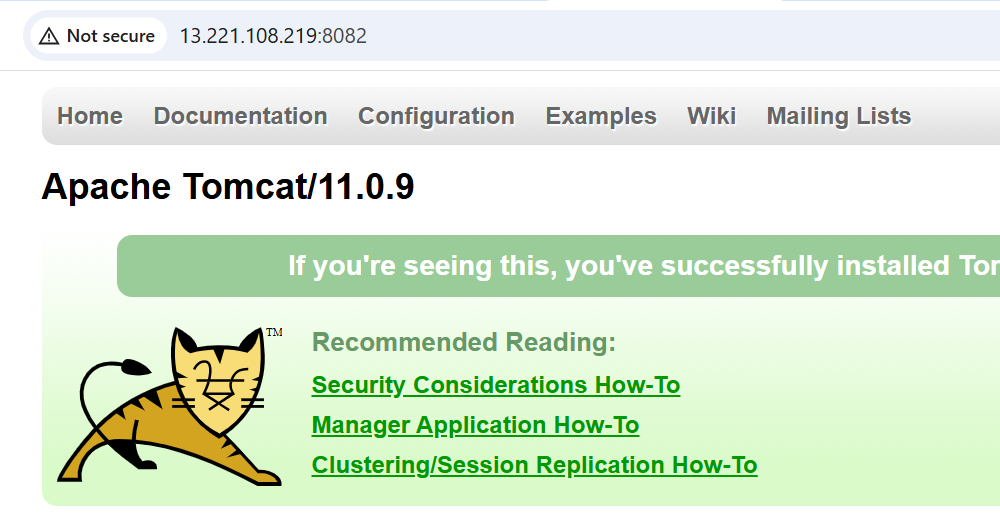 Not secure 13.221.108.219:8082
Home Documentation Configuration Examples Wiki Mailing Lists
Apache Tomcat/11.0.9
If you're seeing this, you've successfully installed
TM
Recommended Reading:
Security Considerations How-To
Manager Application How-To
Clustering/Session Replication How-To